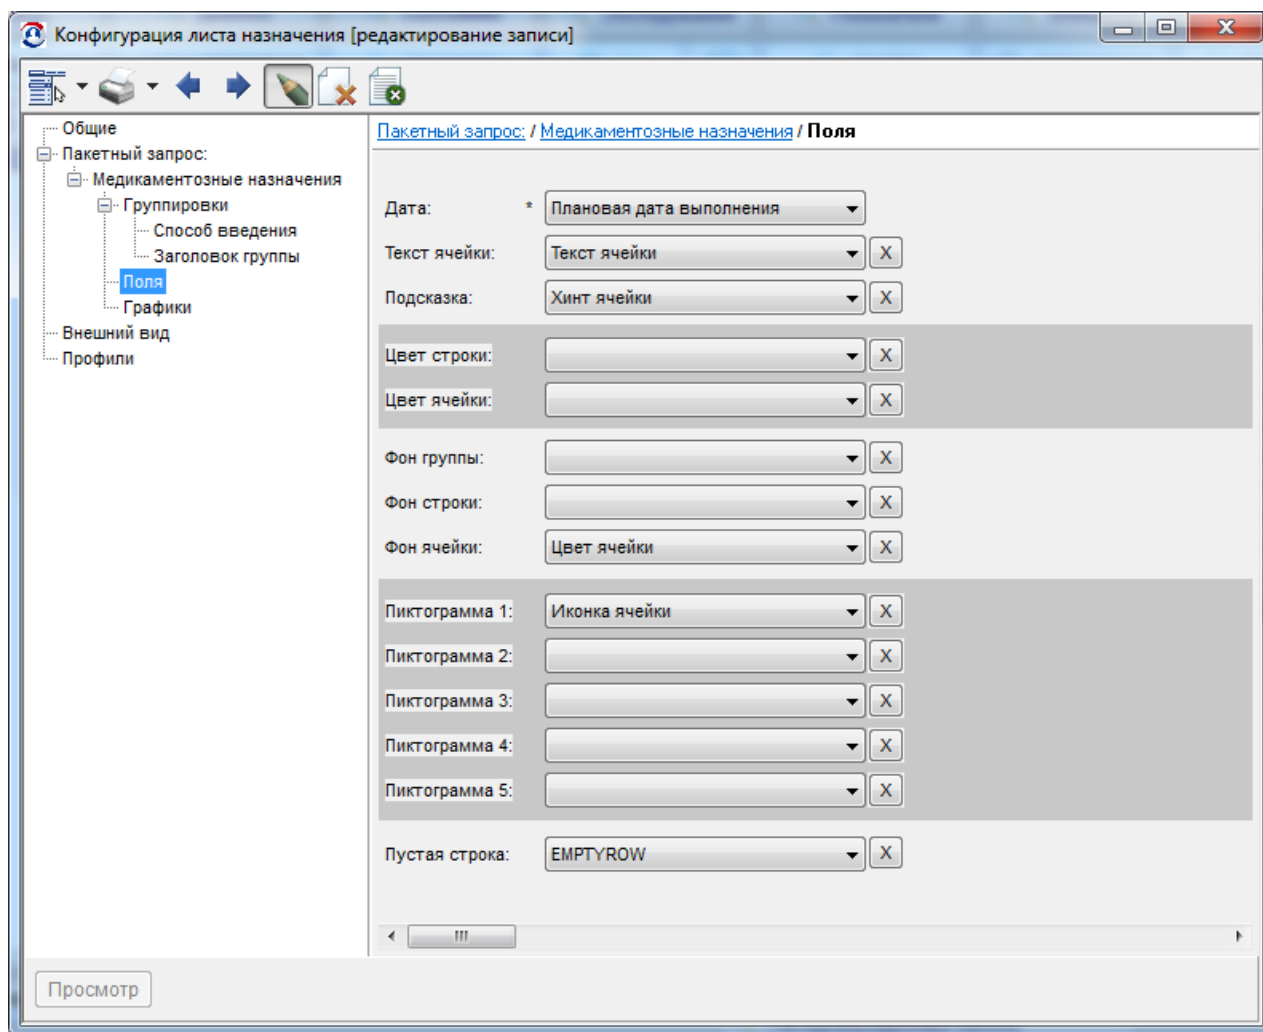 Конфигурация листа назначения [редактирование записи]
Общие
Пакетный запрос:
Медикаментозные назначения
Группировки
Способ введения
Заголовок группы
Поля
Графики
Внешний вид
Профили
Пакетный запрос: / Медикаментозные назначения / Поля
Дата: * Плановая дата выполнения
Текст ячейки: Текст ячейки X
Подсказка: Хинт ячейки X
Цвет строки: X
Цвет ячейки: X
Фон группы: X
Фон строки: X
Фон ячейки: Цвет ячейки X
Пиктограмма 1: Иконка ячейки X
Пиктограмма 2: X
Пиктограмма 3: X
Пиктограмма 4: X
Пиктограмма 5: X
Пустая строка: EMPTYROW X
Просмотр